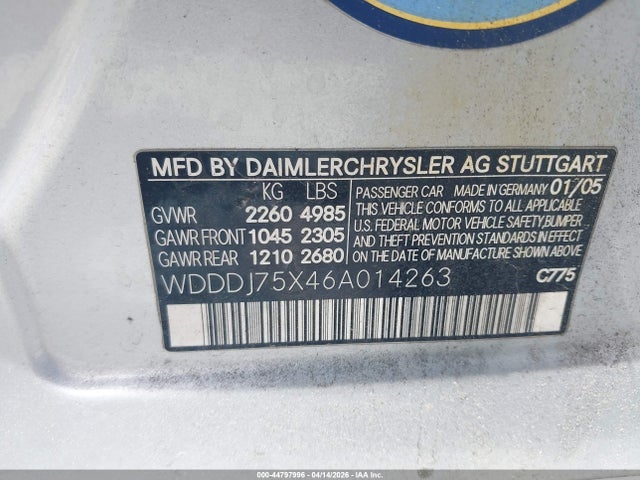 MFD BY DAIMLERCHRYSLER AG STUTTGART
KG LBS
GVWR 2260 4985
GAWR FRONT 1045 2305
GAWR REAR 1210 2680
PASSENGER CAR MADE IN GERMANY 01/05
THIS VEHICLE CONFORMS TO ALL APPLICABLE
U.S. FEDERAL MOTOR VEHICLE SAFETY, BUMPER
AND THEFT PREVENTION STANDARDS IN EFFECT
ON THE DATE OF MANUFACTURE SHOWN ABOVE.
WDDDJ75X46A014263 C775
000-44797996 - 04/14/2026 - IAAI.COM